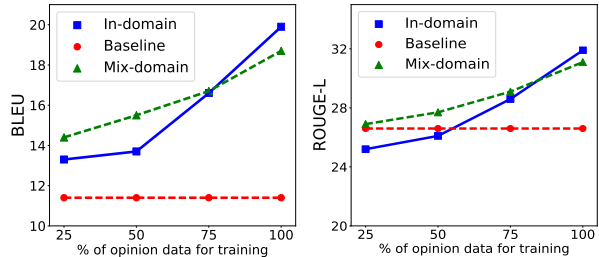 In-domain
Baseline
Mix-domain
BLEU
20
18
16
14
12
10
25
50
75
100
% of opinion data for training
In-domain
Baseline
Mix-domain
ROUGE-L
32
28
24
20
25
50
75
100
% of opinion data for training